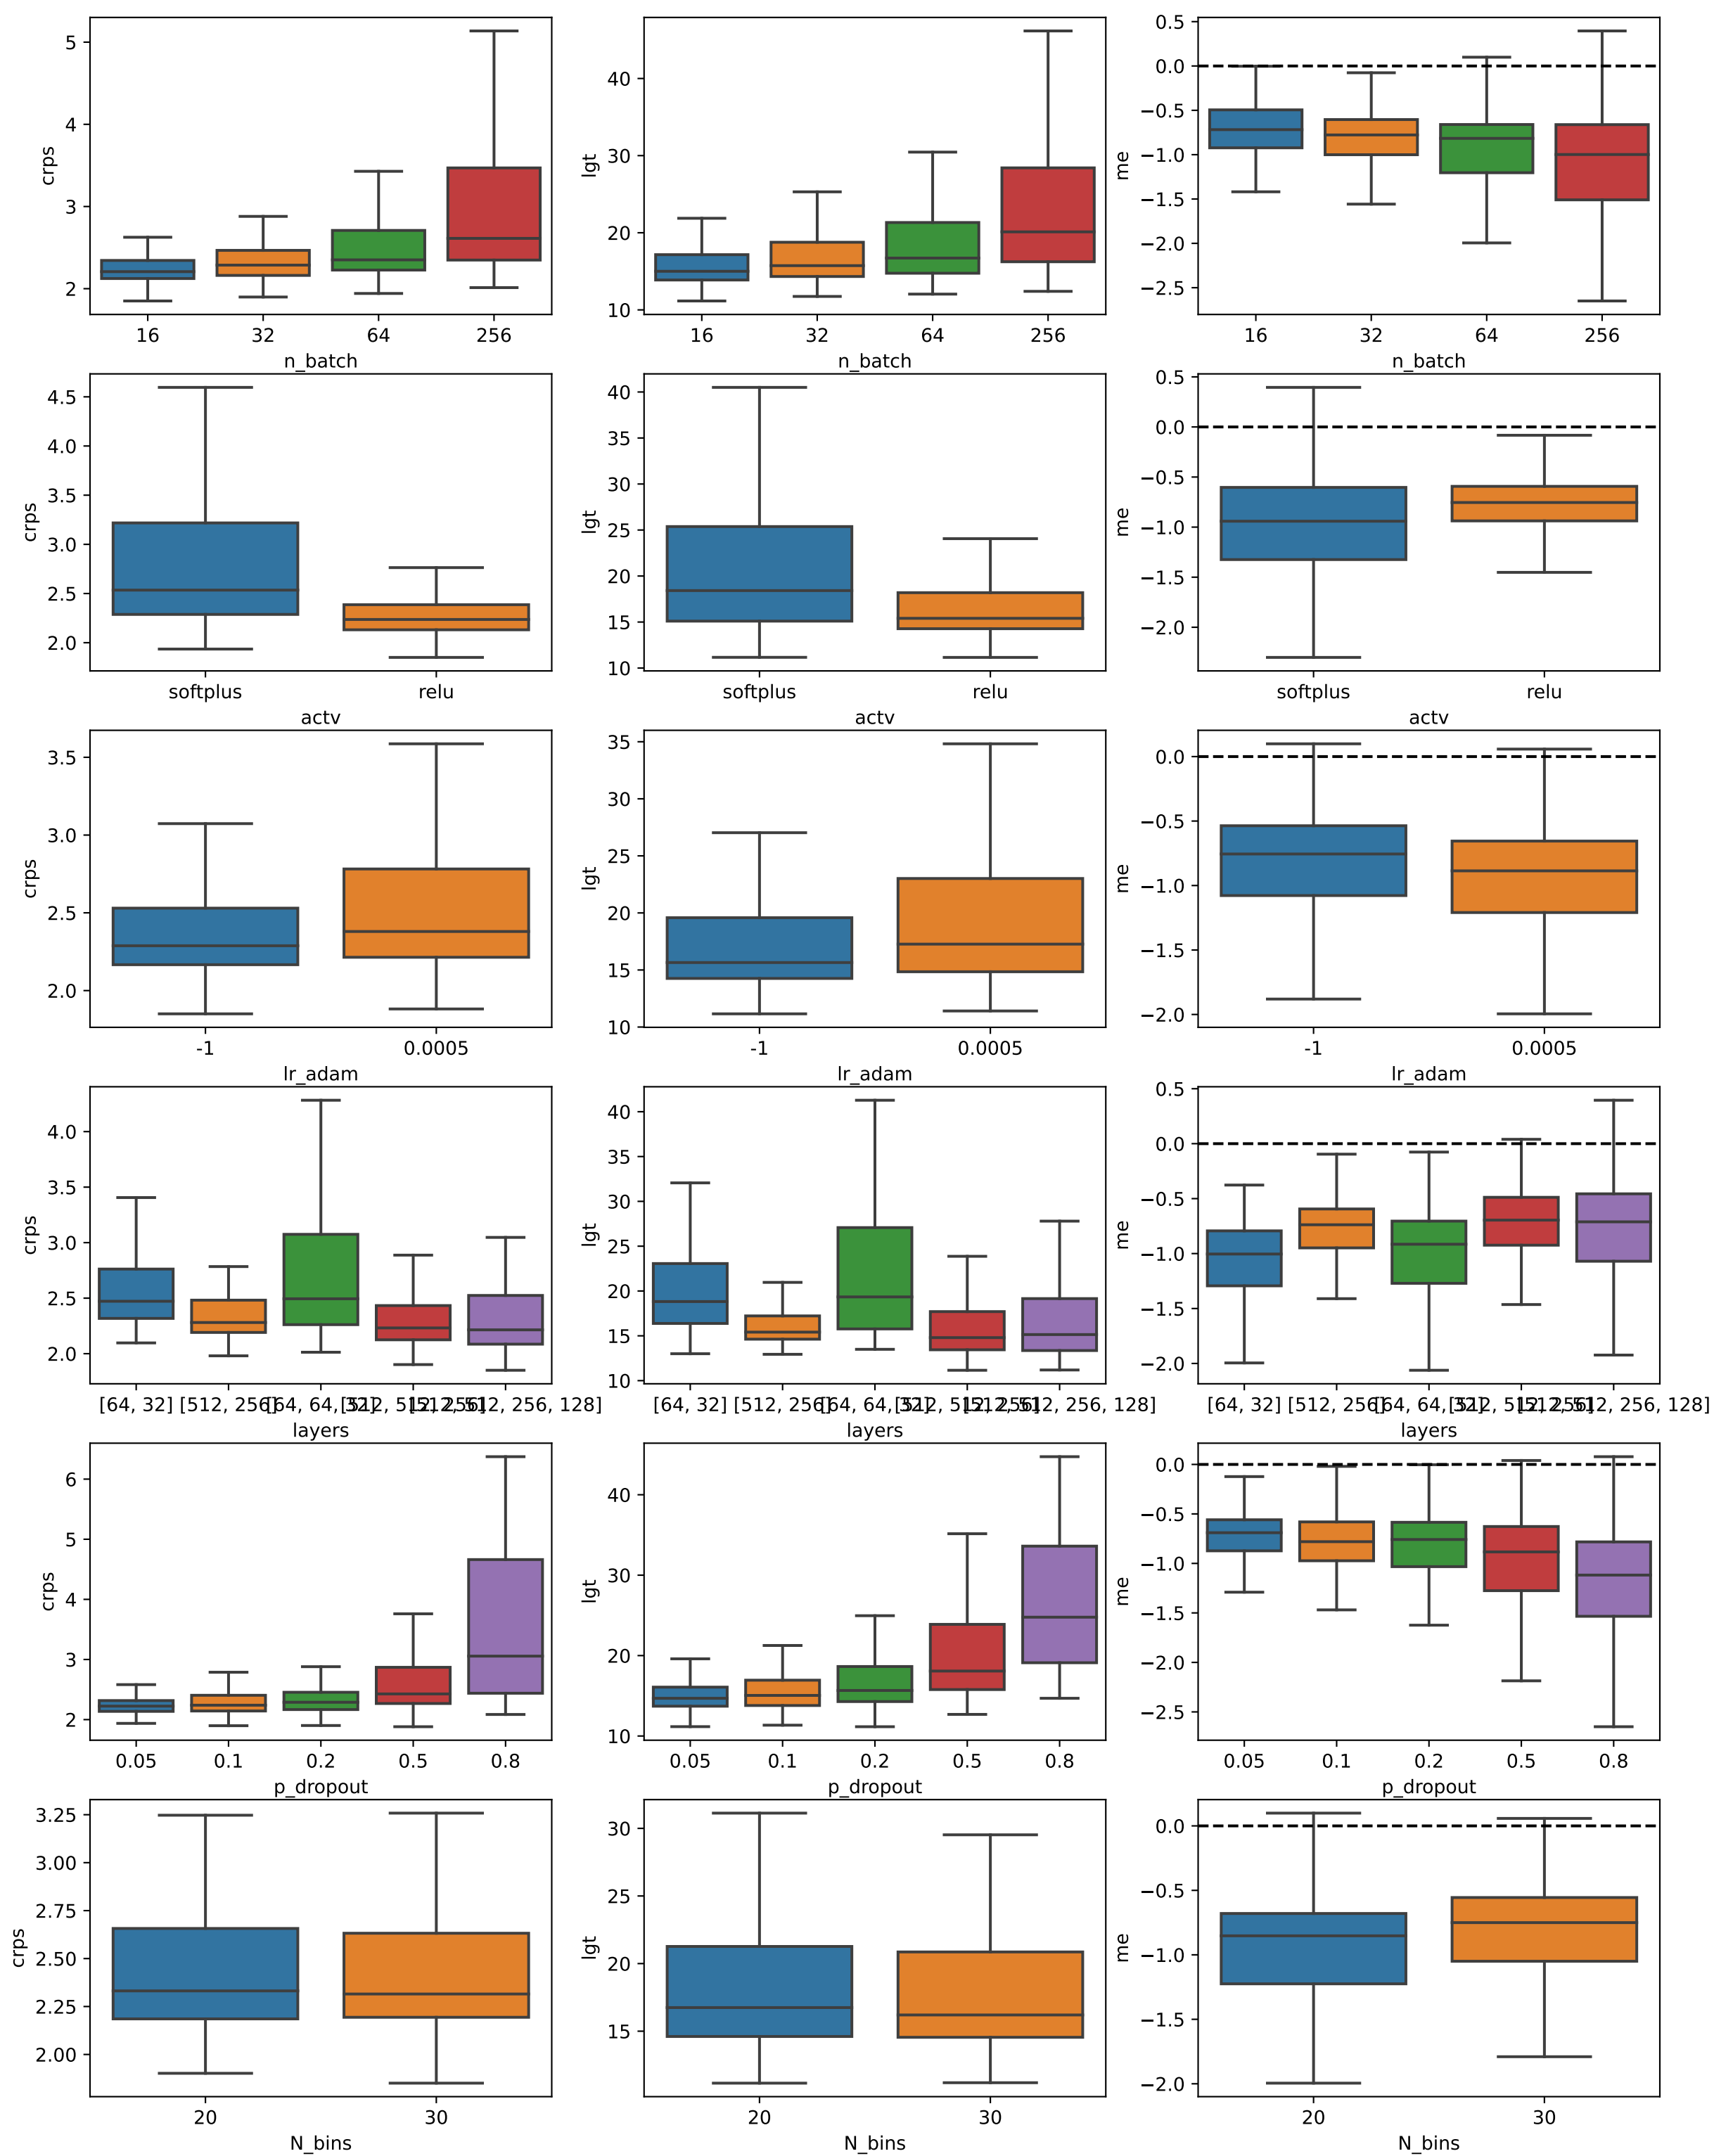 5
4
3
2
crps
16 32 64 256
n_batch
40
30
20
10
lgt
16 32 64 256
n_batch
0.5
0.0
−0.5
−1.0
−1.5
−2.0
−2.5
me
16 32 64 256
n_batch
4.5
4.0
3.5
3.0
2.5
2.0
crps
softplus relu
actv
40
35
30
25
20
15
10
lgt
softplus relu
actv
0.5
0.0
−0.5
−1.0
−1.5
−2.0
me
softplus relu
actv
3.5
3.0
2.5
2.0
crps
-1 0.0005
lr_adam
35
30
25
20
15
10
lgt
-1 0.0005
lr_adam
0.0
−0.5
−1.0
−1.5
−2.0
me
-1 0.0005
lr_adam
4.0
3.5
3.0
2.5
2.0
crps
[64, 32] [512, 256]
layers
40
35
30
25
20
15
10
lgt
[64, 32] [512, 256]
layers
0.5
0.0
−0.5
−1.0
−1.5
−2.0
me
[64, 32] [512, 256]
layers
6
5
4
3
2
crps
0.05 0.1 0.2 0.5 0.8
p_dropout
40
30
20
10
lgt
0.05 0.1 0.2 0.5 0.8
p_dropout
0.0
−0.5
−1.0
−1.5
−2.0
−2.5
me
0.05 0.1 0.2 0.5 0.8
p_dropout
3.25
3.00
2.75
2.50
2.25
2.00
crps
20 30
N_bins
30
25
20
15
lgt
20 30
N_bins
0.0
−0.5
−1.0
−1.5
−2.0
me
20 30
N_bins